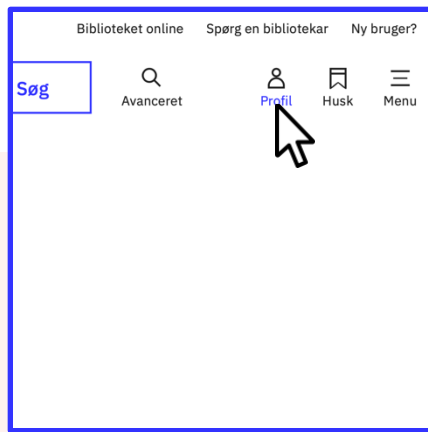 Biblioteket online Spørg en bibliotekar Ny bruger?
Søg
Avanceret Profil Husk Menu